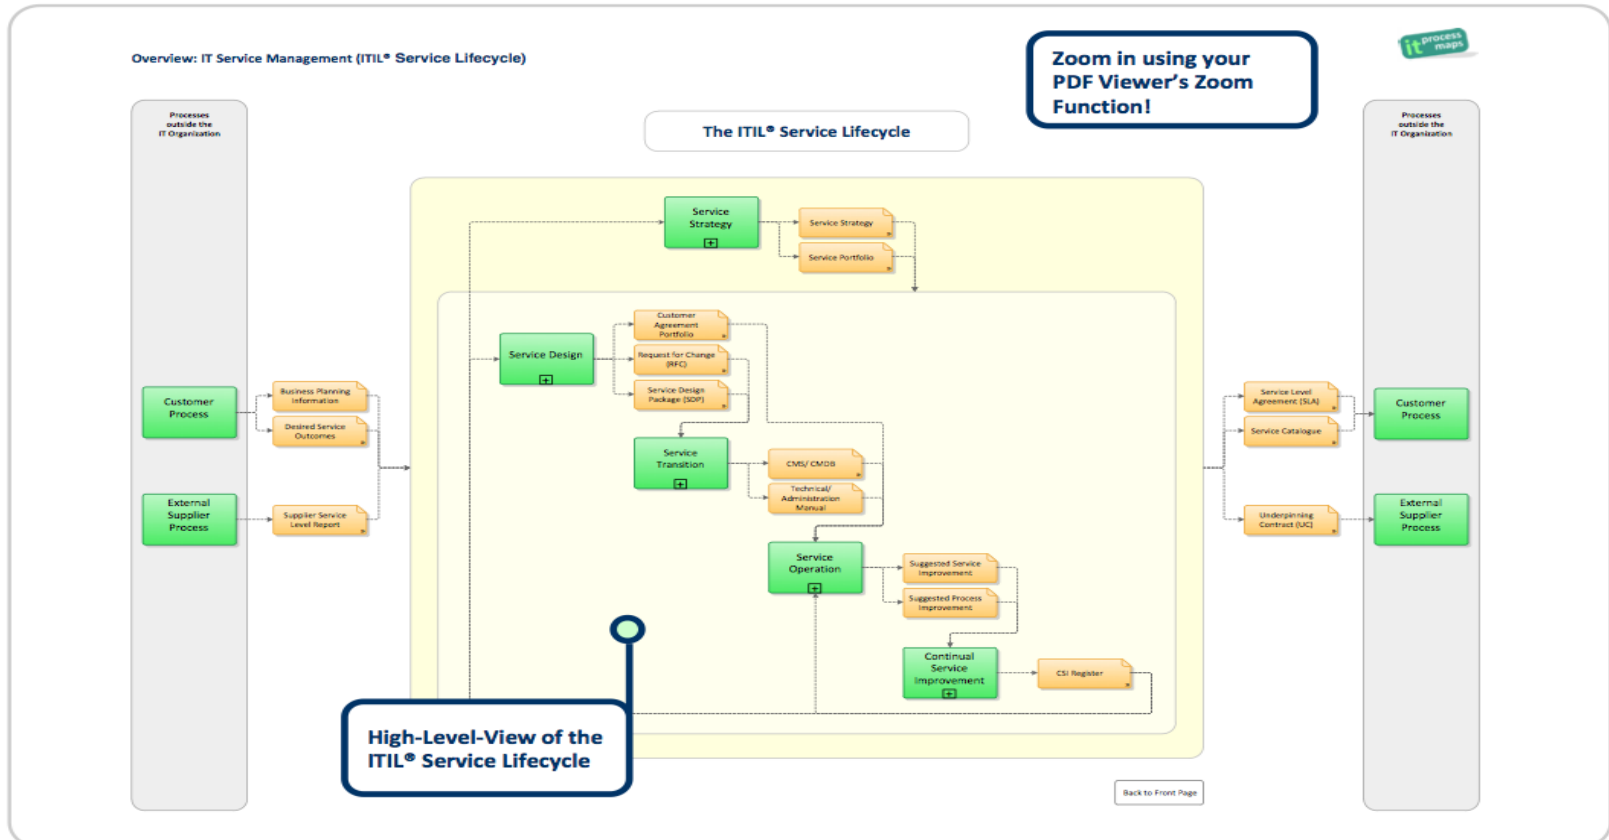 Overview: IT Service Management (ITIL® Service Lifecycle)
Zoom in using your
PDF Viewer's Zoom
Function!
it process
maps
Processes
outside the
IT Organization
The ITIL® Service Lifecycle
Processes
outside the
IT Organization
Service
Strategy
Service Strategy
Service Portfolio
Service Design
Customer
Agreement
Portfolio
Request for Change
(RFC)
Service Design
Package (SDP)
Customer
Process
Business Planning
Information
Desired Service
Outcomes
External
Supplier
Process
Supplier Service
Level Report
Service
Transition
CMS/ CMDB
Technical/
Administration
Manual
Service
Operation
Suggested Service
Improvement
Suggested Process
Improvement
Continual
Service
Improvement
CSI Register
Service Level
Agreement (SLA)
Service Catalogue
Customer
Process
Underpinning
Contract (UC)
External
Supplier
Process
High-Level-View of the
ITIL® Service Lifecycle
Back to Front Page